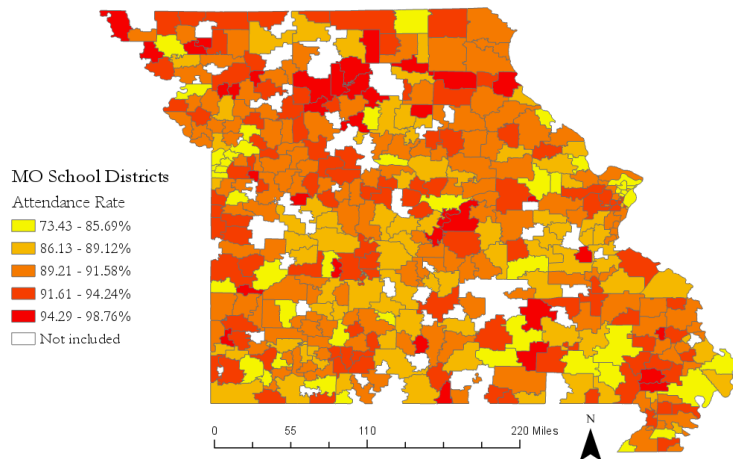 MO School Districts
Attendance Rate
73.43 - 85.69%
86.13 - 89.12%
89.21 - 91.58%
91.61 - 94.24%
94.29 - 98.76%
Not included
0 55 110 220 Miles
N